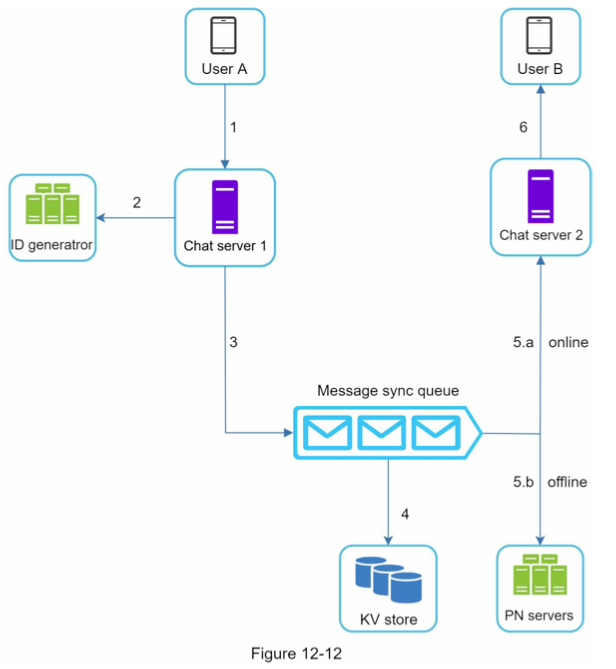 User A
User B
1
6
2
ID generatror
Chat server 1
Chat server 2
3
5.a online
Message sync queue
5.b offline
4
KV store
PN servers
Figure 12-12